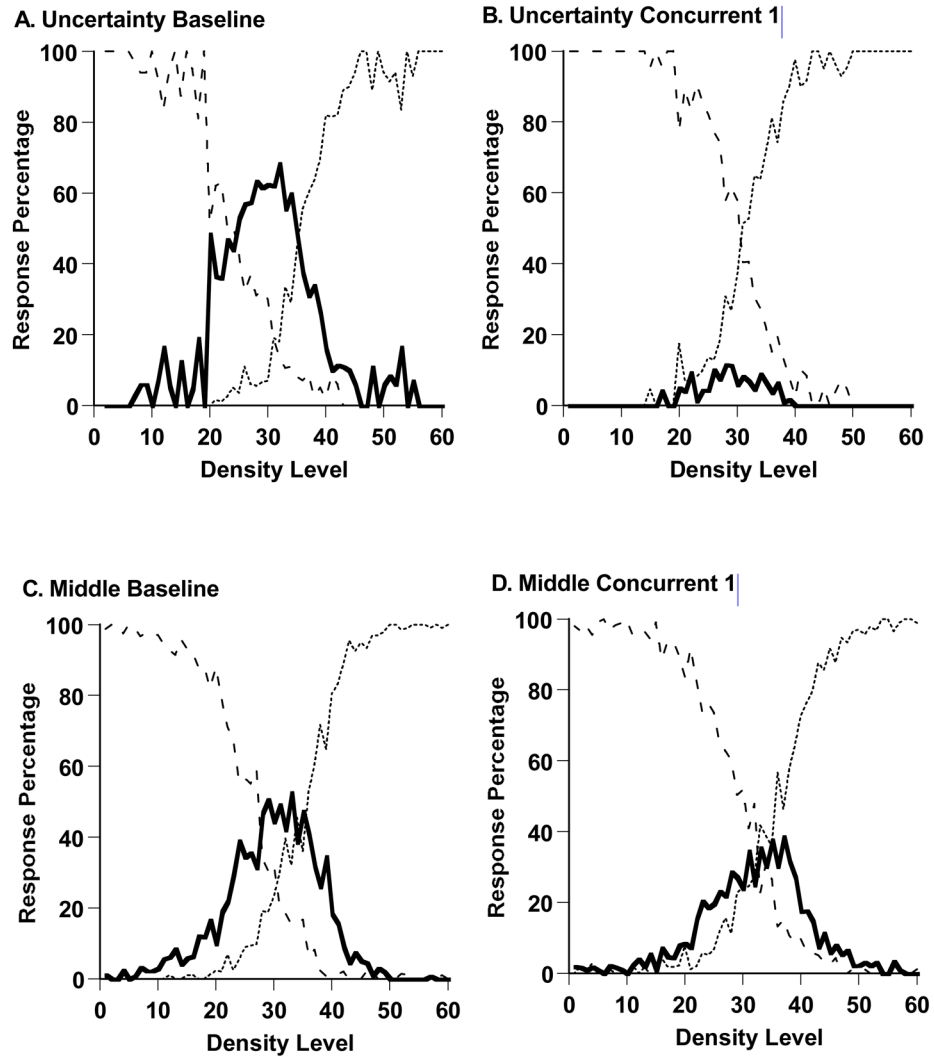 A. Uncertainty Baseline
B. Uncertainty Concurrent 1
Response Percentage
100
80
60
40
20
0
0 10 20 30 40 50 60
Density Level
Response Percentage
100
80
60
40
20
0
0 10 20 30 40 50 60
Density Level
C. Middle Baseline
D. Middle Concurrent 1
Response Percentage
100
80
60
40
20
0
0 10 20 30 40 50 60
Density Level
Response Percentage
100
80
60
40
20
0
0 10 20 30 40 50 60
Density Level